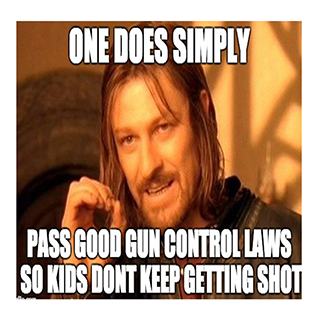 ONE DOES SIMPLY
PASS GOOD GUN CONTROL LAWS
SO KIDS DONT KEEP GETTING SHOT